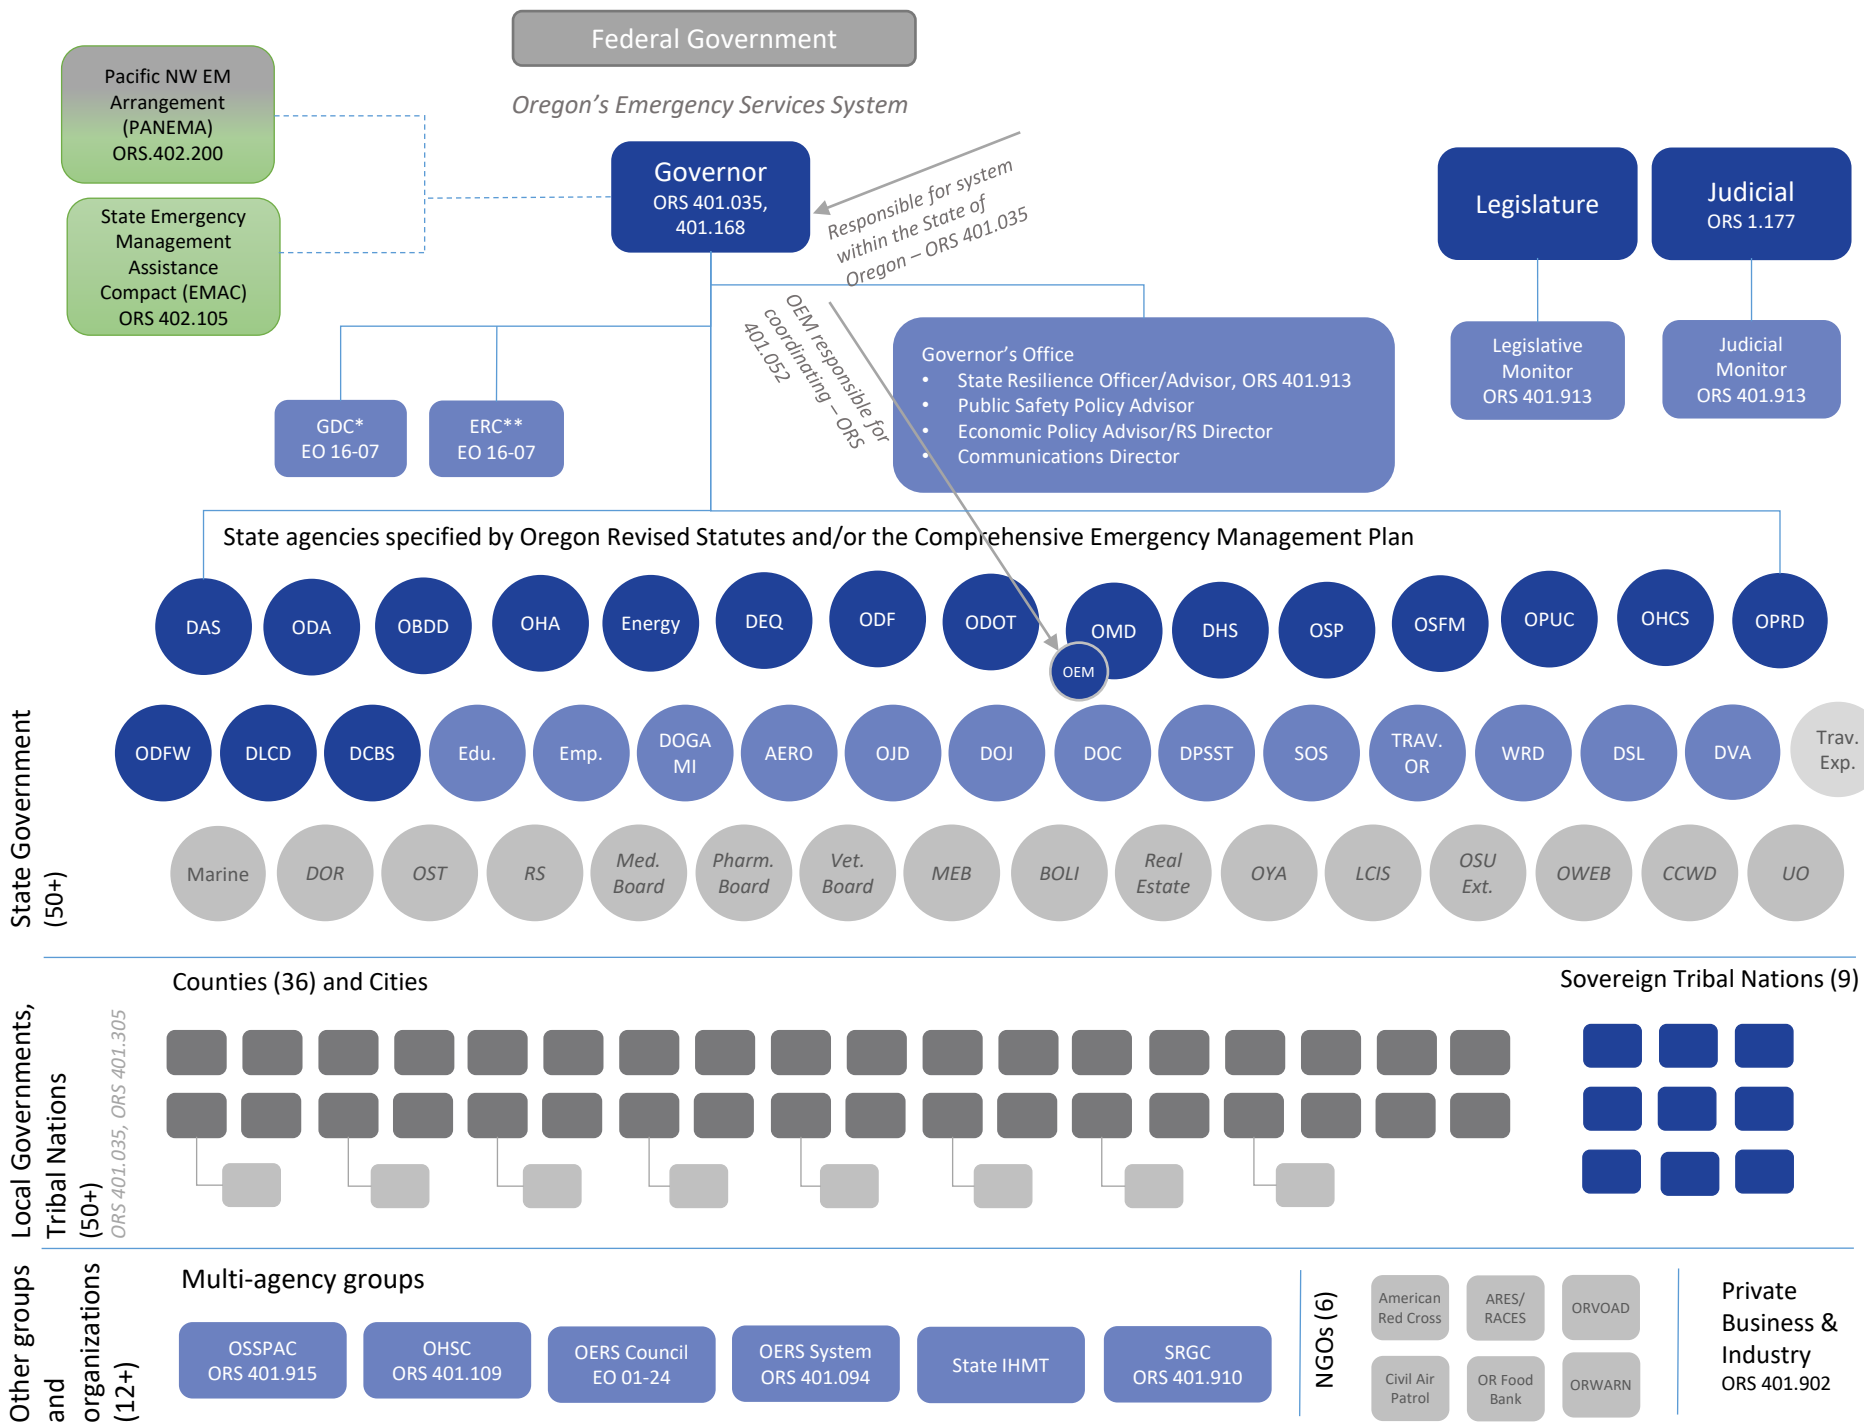 Federal Government
Oregon's Emergency Services System
Pacific NW EM
Arrangement
(PANEMA)
ORS.402.200
State Emergency
Management
Assistance
Compact (EMAC)
ORS 402.105
Governor
ORS 401.035,
401.168
Responsible for system
within the State of
Oregon – ORS 401.035
Legislature
Judicial
ORS 1.177
Legislative
Monitor
ORS 401.913
Judicial
Monitor
ORS 401.913
OEM responsible for
coordinating – ORS
401.052
Governor's Office
• State Resilience Officer/Advisor, ORS 401.913
• Public Safety Policy Advisor
• Economic Policy Advisor/RS Director
• Communications Director
GDC*
EO 16-07
ERC**
EO 16-07
State agencies specified by Oregon Revised Statutes and/or the Comprehensive Emergency Management Plan
State Government
(50+)
DAS
ODA
OBDD
OHA
Energy
DEQ
ODF
ODOT
OMD
OEM
DHS
OSP
OSFM
OPUC
OHCS
OPRD
ODFW
DLCD
DCBS
Edu.
Emp.
DOGA
MI
AERO
OJD
DOJ
DOC
DPSST
SOS
TRAV.
OR
WRD
DSL
DVA
Trav.
Exp.
Marine
DOR
OST
RS
Med.
Board
Pharm.
Board
Vet.
Board
MEB
BOLI
Real
Estate
OYA
LCIS
OSU
Ext.
OWEB
CCWD
UO
Local Governments,
Tribal Nations
(50+)
ORS 401.035, ORS 401.305
Counties (36) and Cities
Sovereign Tribal Nations (9)
Other groups
and
organizations
(12+)
Multi-agency groups
OSSPAC
ORS 401.915
OHSC
ORS 401.109
OERS Council
EO 01-24
OERS System
ORS 401.094
State IHMT
SRGC
ORS 401.910
NGOs (6)
American
Red Cross
ARES/
RACES
ORVOAD
Civil Air
Patrol
OR Food
Bank
ORWARN
Private
Business &
Industry
ORS 401.902